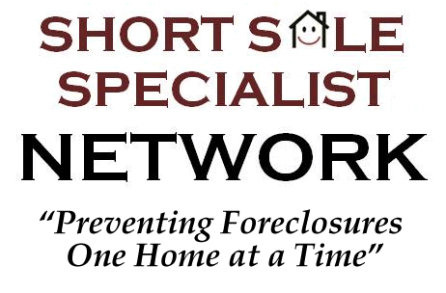 SHORT SALE
SPECIALIST
NETWORK
“Preventing Foreclosures
One Home at a Time”